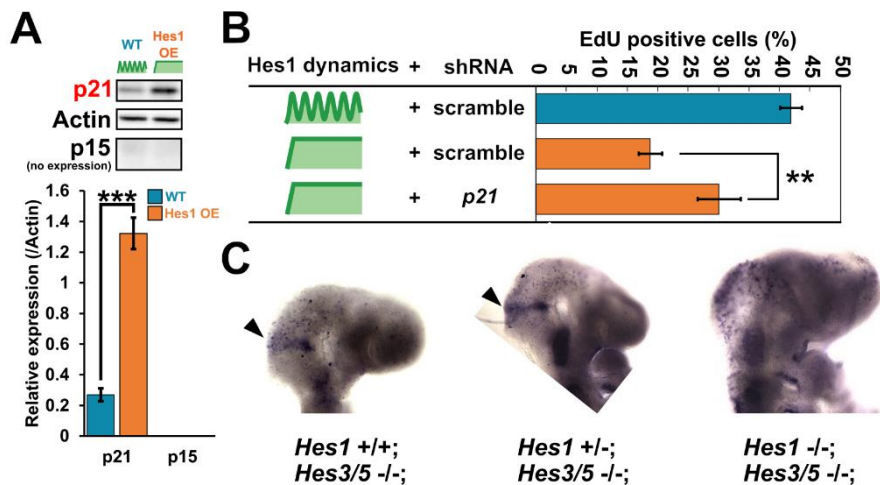 A
WT
Hes1
OE
p21
Actin
p15
(no expression)
Relative expression (/Actin)
1.6
1.4
1.2
1
0.8
0.6
0.4
0.2
0
***
WT
Hes1 OE
p21 p15
B
EdU positive cells (%)
Hes1 dynamics + shRNA
0 5 10 15 20 25 30 35 40 45 50
+ scramble
+ scramble
+ p21
**
C
Hes1 +/+;
Hes3/5 -/-;
Hes1 +/-;
Hes3/5 -/-;
Hes1 -/-;
Hes3/5 -/-;